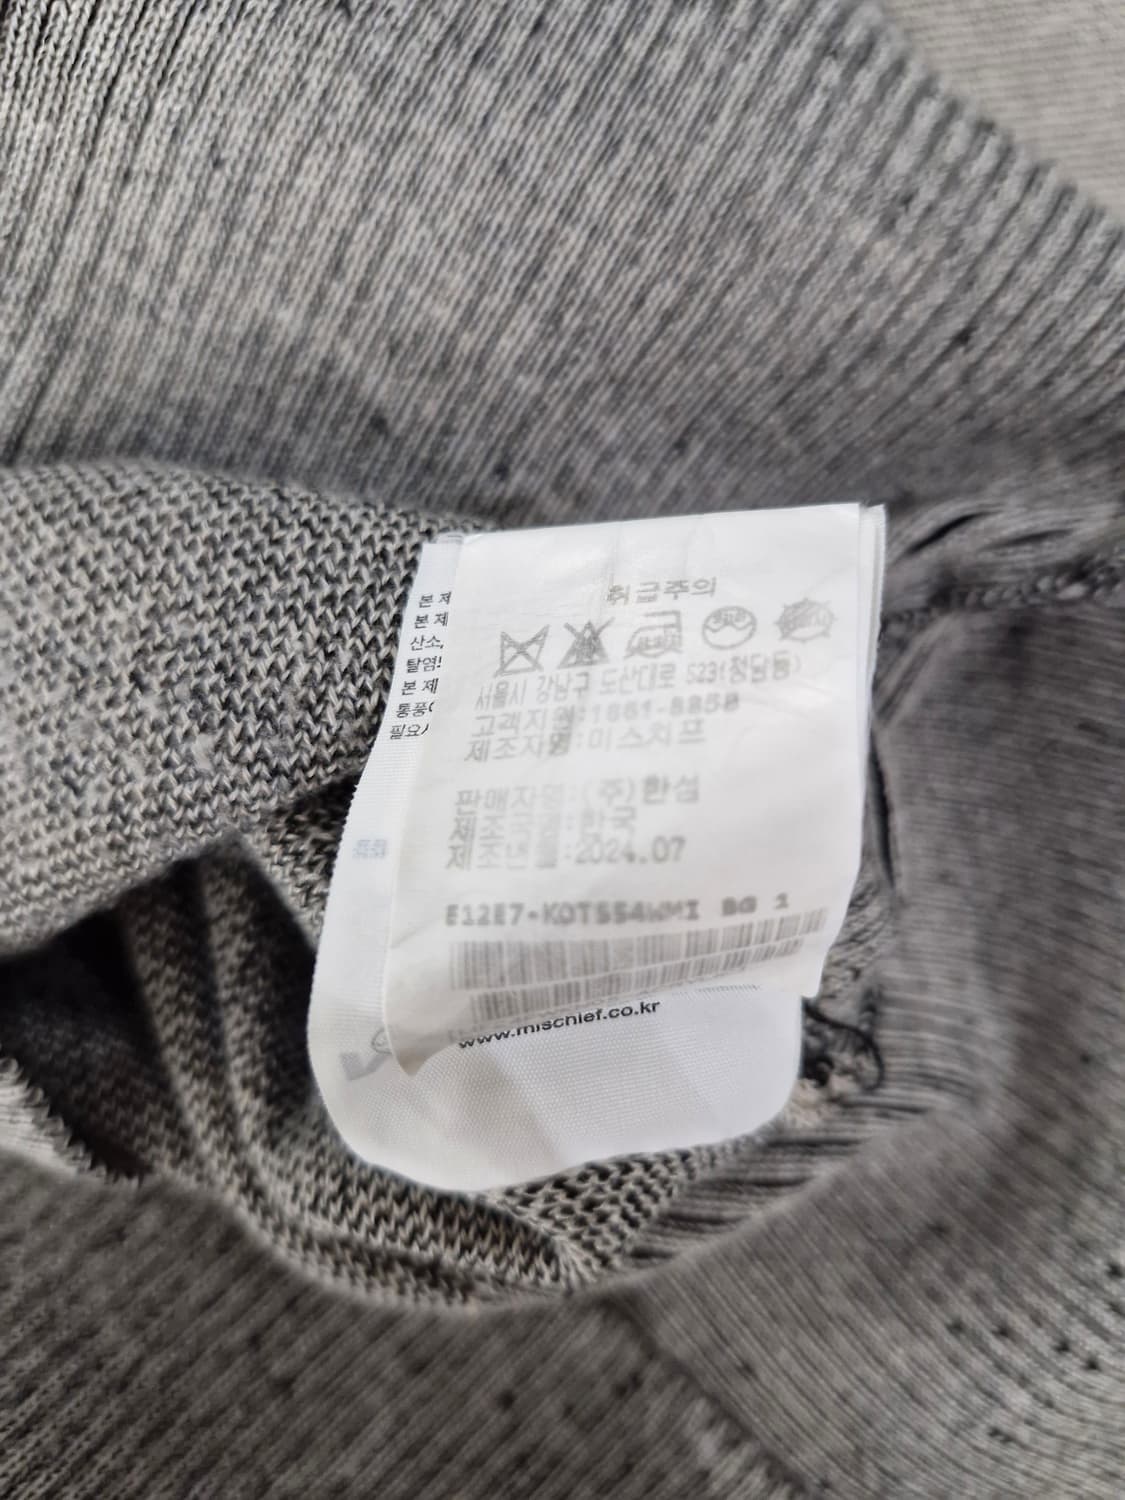 취급주의
서울시 강남구 도산대로 523(청담동)
고객지원:1661-8250
제조자명:미스치프
판매자명:(주)한섬
제조국명:한국
제조년월:2024.07
E12E7-KOT554WMI BG 1
www.mischief.co.kr
본 제
본 제
산소,
탈염!
본 제
통풍
필요